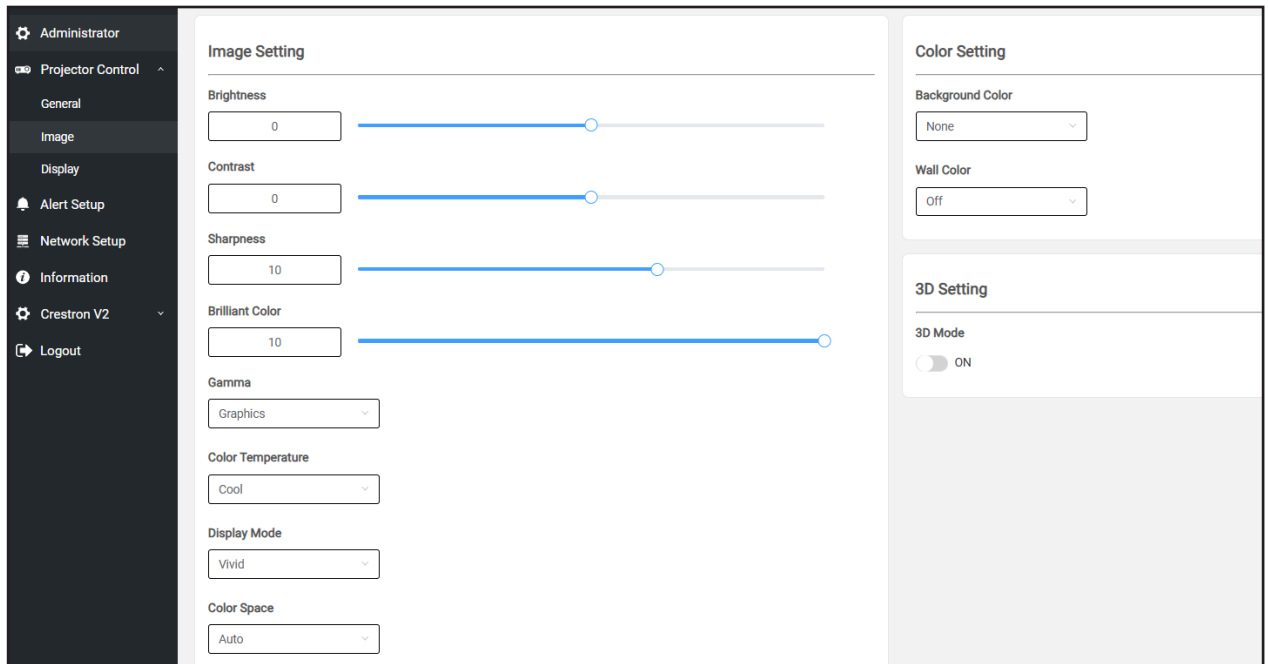 Administrator
Projector Control
General
Image
Display
Alert Setup
Network Setup
Information
Crestron V2
Logout
Image Setting
Brightness
0
Contrast
0
Sharpness
10
Brilliant Color
10
Gamma
Graphics
Color Temperature
Cool
Display Mode
Vivid
Color Space
Auto
Color Setting
Background Color
None
Wall Color
Off
3D Setting
3D Mode
ON